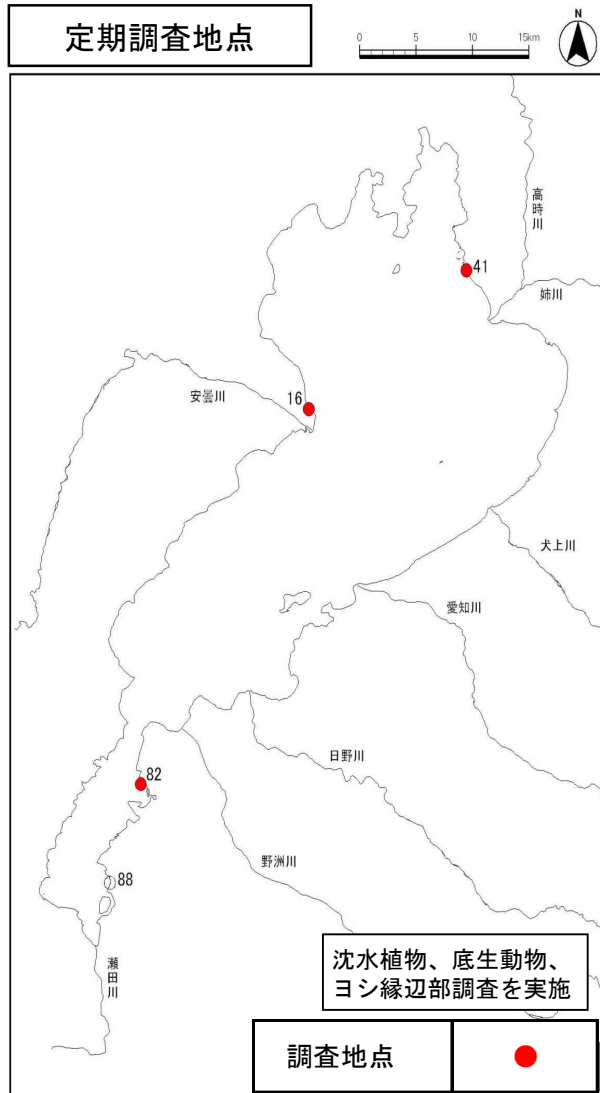 定期調査地点
0 5 10 15km
N
高時川
41
姉川
安曇川
16
犬上川
愛知川
日野川
82
野洲川
88
瀬田川
沈水植物、底生動物、
ヨシ縁辺部調査を実施
調査地点